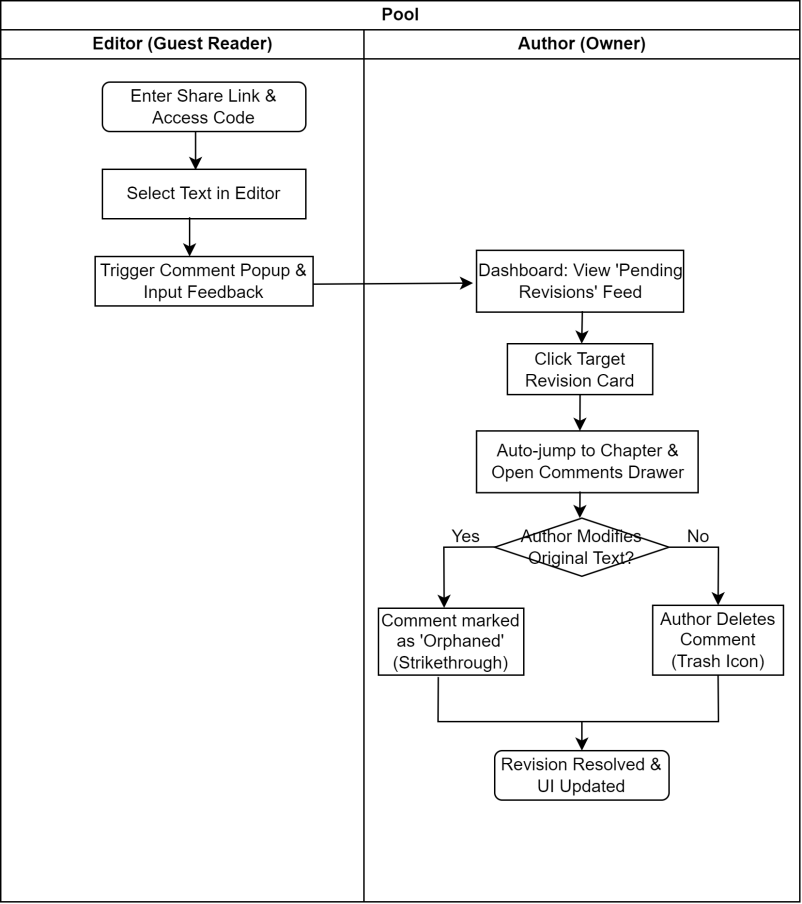 Pool
Editor (Guest Reader)
Author (Owner)
Enter Share Link &
Access Code
Select Text in Editor
Trigger Comment Popup &
Input Feedback
Dashboard: View 'Pending
Revisions' Feed
Click Target
Revision Card
Auto-jump to Chapter &
Open Comments Drawer
Author Modifies
Original Text?
Yes
No
Comment marked
as 'Orphaned'
(Strikethrough)
Author Deletes
Comment
(Trash Icon)
Revision Resolved &
UI Updated